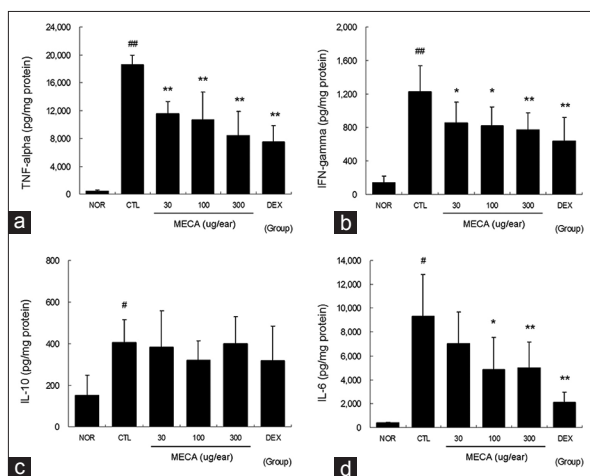 24,000
20,000
16,000
12,000
8,000
4,000
0
TNF-alpha (pg/mg protein)
##
**
**
**
**
NOR
CTL
30
100
300
DEX
MECA (ug/ear)
(Group)
a
1,600
1,200
800
400
0
IFN-gamma (pg/mg protein)
##
*
*
**
**
NOR
CTL
30
100
300
DEX
MECA (ug/ear)
(Group)
b
800
600
400
200
0
IL-10 (pg/mg protein)
#
NOR
CTL
30
100
300
DEX
MECA (ug/ear)
(Group)
c
14,000
12,000
10,000
8,000
6,000
4,000
2,000
0
IL-6 (pg/mg protein)
#
*
**
**
NOR
CTL
30
100
300
DEX
MECA (ug/ear)
(Group)
d